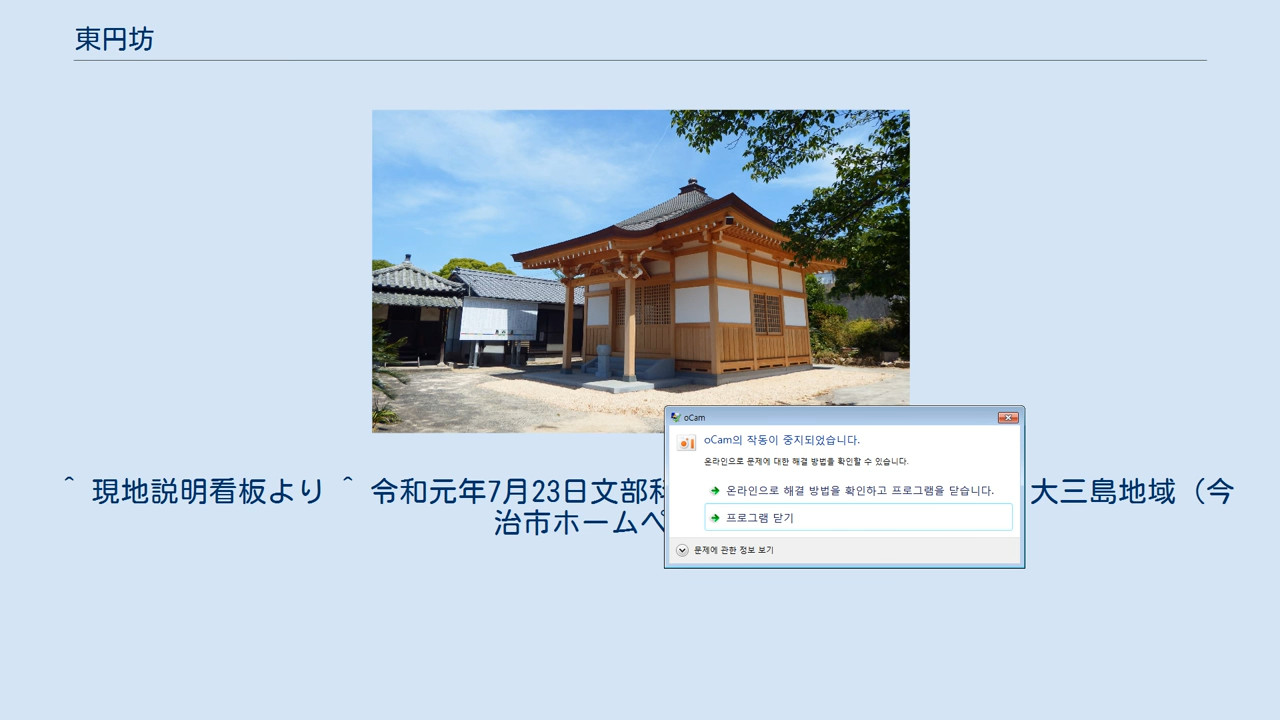 東円坊
^ 現地説明看板より ^ 令和元年7月23日文部
大三島地域（今
治市ホームペ
oCam
oCam의 작동이 중지되었습니다.
온라인으로 문제에 대한 해결 방법을 확인할 수 있습니다.
온라인으로 해결 방법을 확인하고 프로그램을 닫습니다.
프로그램 닫기
문제에 관한 정보 보기